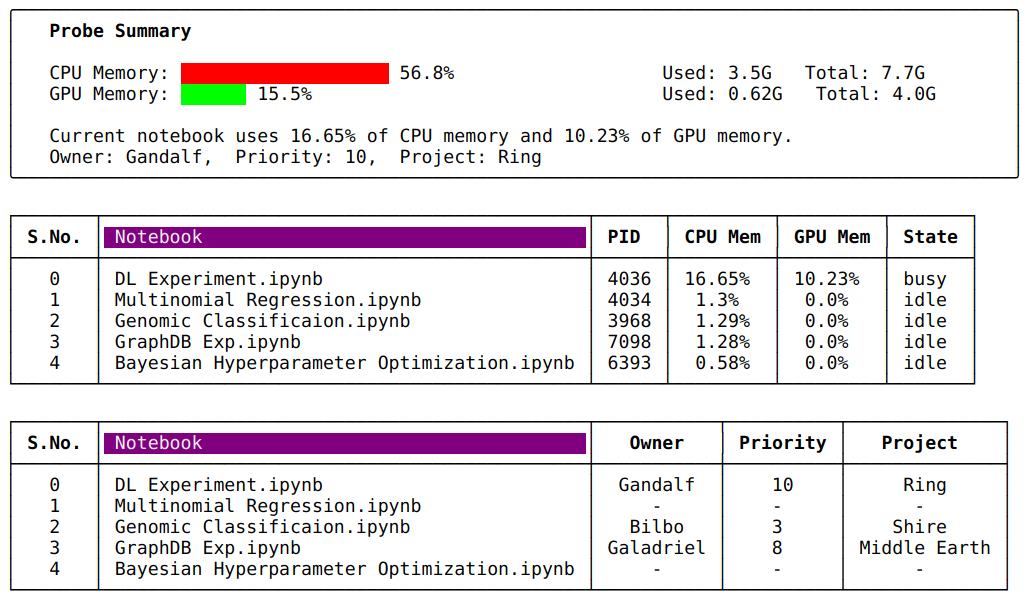 Probe Summary
CPU Memory: 56.8% Used: 3.5G Total: 7.7G
GPU Memory: 15.5% Used: 0.62G Total: 4.0G
Current notebook uses 16.65% of CPU memory and 10.23% of GPU memory.
Owner: Gandalf, Priority: 10, Project: Ring
S.No. Notebook PID CPU Mem GPU Mem State
0 DL Experiment.ipynb 4036 16.65% 10.23% busy
1 Multinomial Regression.ipynb 4034 1.3% 0.0% idle
2 Genomic Classificaion.ipynb 3968 1.29% 0.0% idle
3 GraphDB Exp.ipynb 7098 1.28% 0.0% idle
4 Bayesian Hyperparameter Optimization.ipynb 6393 0.58% 0.0% idle
S.No. Notebook Owner Priority Project
0 DL Experiment.ipynb Gandalf 10 Ring
1 Multinomial Regression.ipynb - - -
2 Genomic Classificaion.ipynb Bilbo 3 Shire
3 GraphDB Exp.ipynb Galadriel 8 Middle Earth
4 Bayesian Hyperparameter Optimization.ipynb - - -